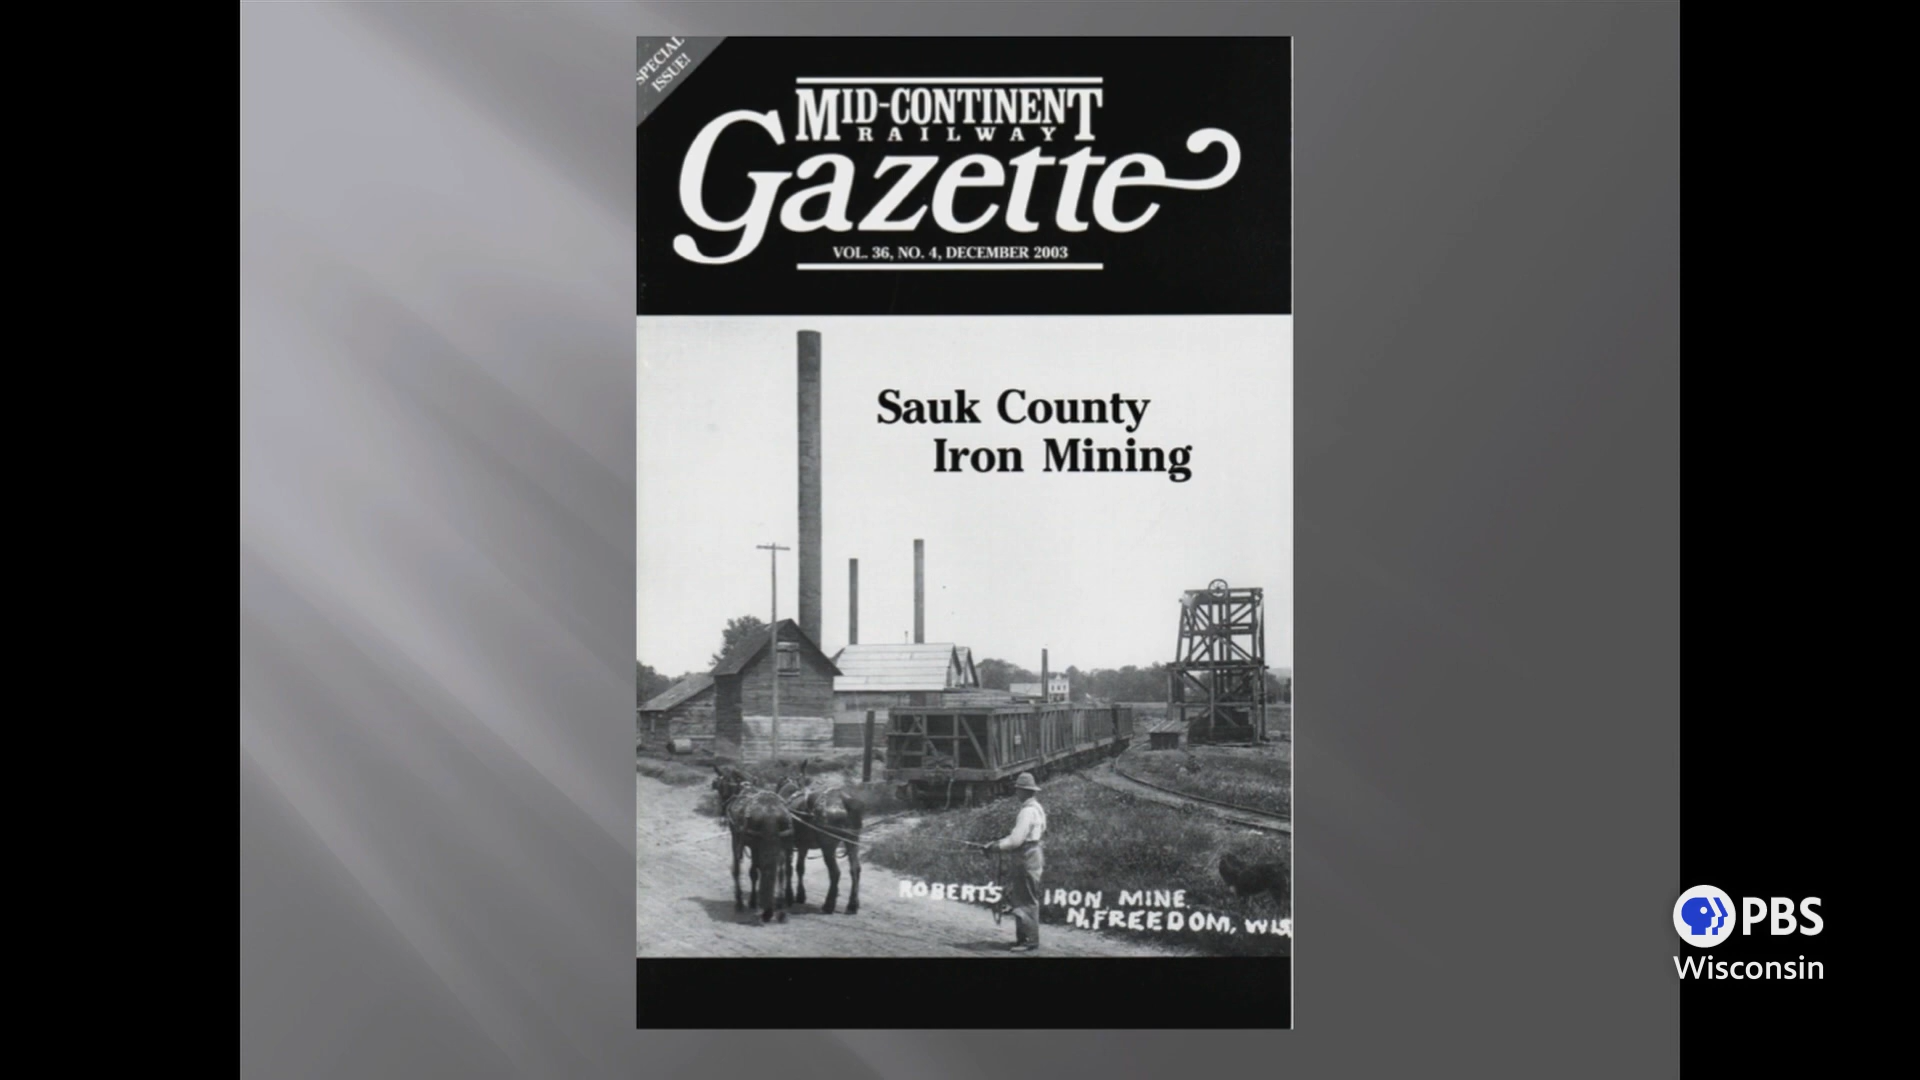 SPECIAL
ISSUE!
MID-CONTINENT
RAILWAY
Gazette
VOL. 36, NO. 4, DECEMBER 2003
Sauk County
Iron Mining
ROBERTS IRON MINE.
N, FREEDOM, WIS
PBS
Wisconsin